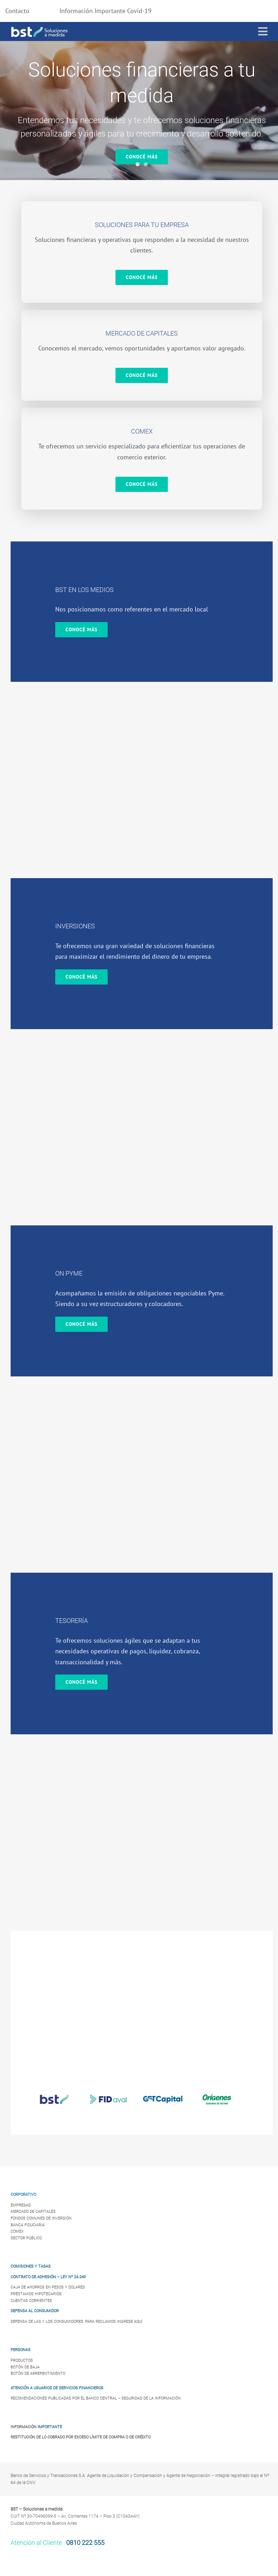 Contacto
Información Importante Covid-19
bst Soluciones a medida
Soluciones financieras a tu
medida
Entendemos tus necesidades y te ofrecemos soluciones financieras
personalizadas y ágiles para tu crecimiento y desarrollo sostenido.
CONOCÉ MÁS
SOLUCIONES PARA TU EMPRESA
Soluciones financieras y operativas que responden a la necesidad de nuestros
clientes.
CONOCÉ MÁS
MERCADO DE CAPITALES
Conocemos el mercado, vemos oportunidades y aportamos valor agregado.
CONOCÉ MÁS
COMEX
Te ofrecemos un servicio especializado para eficientizar tus operaciones de
comercio exterior.
CONOCÉ MÁS
BST EN LOS MEDIOS
Nos posicionamos como referentes en el mercado local
CONOCÉ MÁS
INVERSIONES
Te ofrecemos una gran variedad de soluciones financieras
para maximizar el rendimiento del dinero de tu empresa.
CONOCÉ MÁS
ON PYME
Acompañamos la emisión de obligaciones negociables Pyme.
Siendo a su vez estructuradores y colocadores.
CONOCÉ MÁS
TESORERÍA
Te ofrecemos soluciones ágiles que se adaptan a tus
necesidades operativas de pagos, liquidez, cobranza,
transaccionalidad y más.
CONOCÉ MÁS
bst FIDaval GSTCapital Orígenes
CORPORATIVO
EMPRESAS
MERCADO DE CAPITALES
FONDOS COMUNES DE INVERSIÓN
BANCA FIDUCIARIA
COMEX
SECTOR PÚBLICO
COMISIONES Y TASAS
CONTRATO DE ADHESIÓN – LEY Nº 24.240
CAJA DE AHORROS EN PESOS Y DOLARES
PRÉSTAMOS HIPOTECARIOS
CUENTAS CORRIENTES
DEFENSA AL CONSUMIDOR
DEFENSA DE LAS Y LOS CONSUMIDORES. PARA RECLAMOS INGRESE AQUÍ
PERSONAS
PRODUCTOS
BOTÓN DE BAJA
BOTÓN DE ARREPENTIMIENTO
ATENCIÓN A USUARIOS DE SERVICIOS FINANCIEROS
RECOMENDACIONES PUBLICADAS POR EL BANCO CENTRAL – SEGURIDAD DE LA INFORMACIÓN
INFORMACIÓN IMPORTANTE
RESTITUCIÓN DE LO COBRADO POR EXCESO LÍMITE DE COMPRA O DE CRÉDITO
Banco de Servicios y Transacciones S.A. Agente de Liquidación y Compensación y Agente de Negociación – Integral registrado bajo el Nº
64 de la CNV.
BST – Soluciones a medida
CUIT Nº 30-70496099-5 – Av. Corrientes 1174 – Piso 3 (C1043AAY)
Ciudad Autónoma de Buenos Aires
Atención al Cliente 0810 222 555